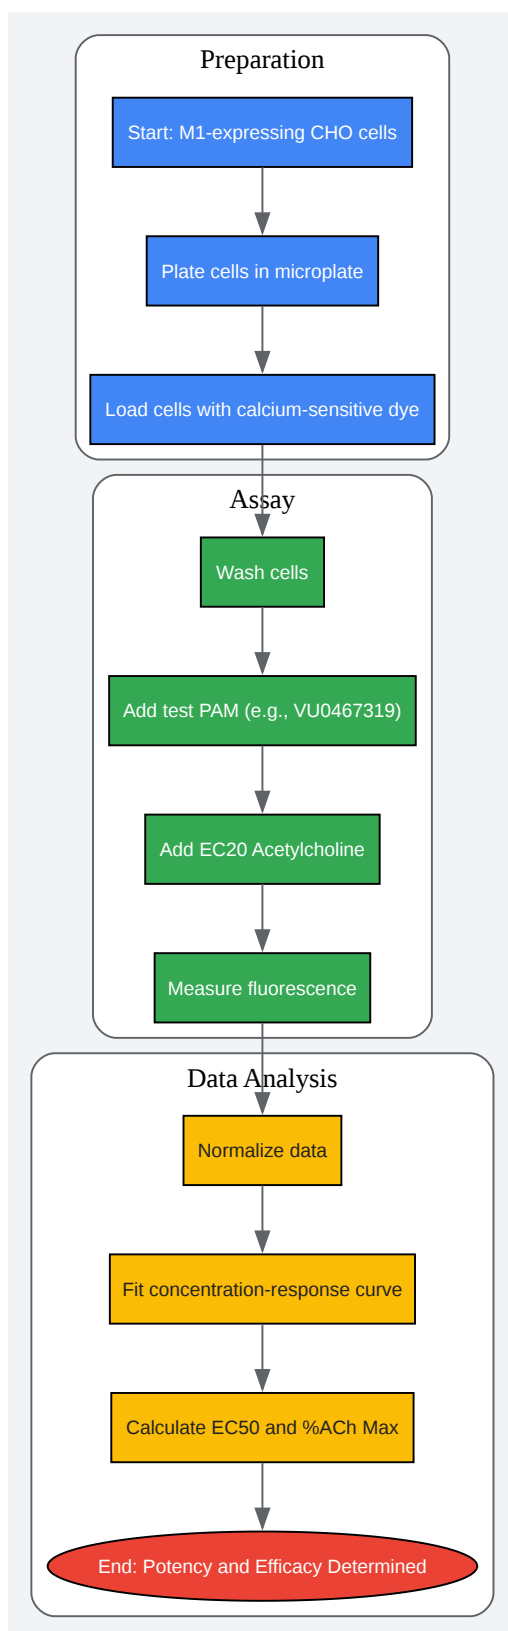 Preparation
Start: M1-expressing CHO cells
Plate cells in microplate
Load cells with calcium-sensitive dye
Assay
Wash cells
Add test PAM (e.g., VU0467319)
Add EC20 Acetylcholine
Measure fluorescence
Data Analysis
Normalize data
Fit concentration-response curve
Calculate EC50 and %ACh Max
End: Potency and Efficacy Determined